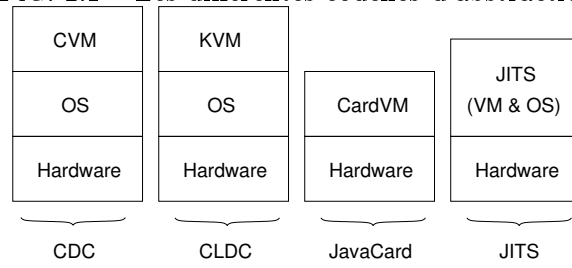 CVM
KVM
OS
OS
CardVM
JITS
(VM & OS)
Hardware
Hardware
Hardware
Hardware
CDC
CLDC
JavaCard
JITS